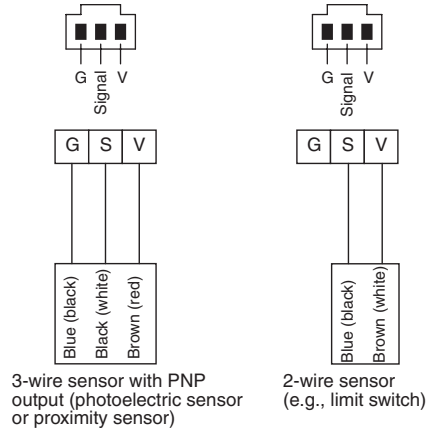 G Signal V
G S V
Blue (black)
Black (white)
Brown (red)
3-wire sensor with PNP
output (photoelectric sensor
or proximity sensor)
G Signal V
G S V
Blue (black)
Brown (white)
2-wire sensor
(e.g., limit switch)